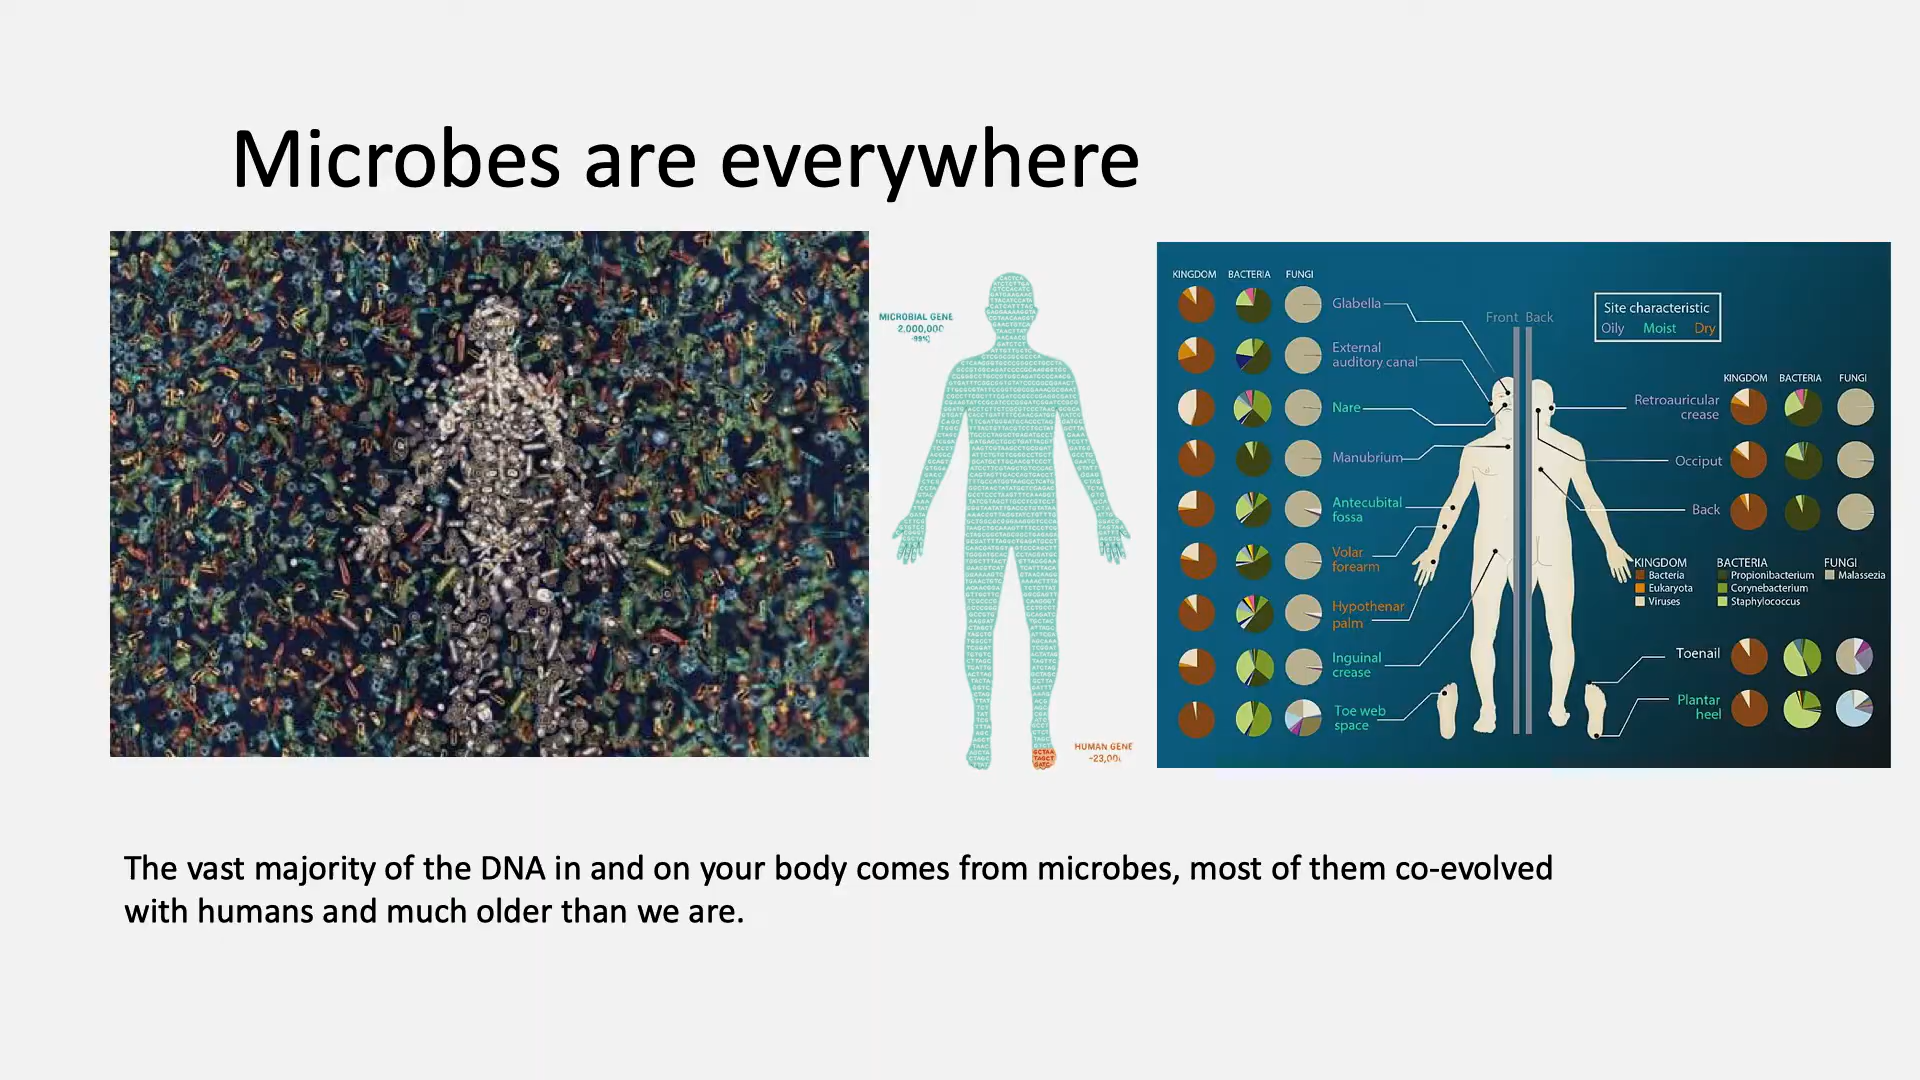 Microbes are everywhere
MICROBIAL GENE
2,000,000
HUMAN GENE
KINGDOM BACTERIA FUNGI
Glabella
External
auditory canal
Nare
Manubrium
Antecubital
fossa
Volar
forearm
Hypothenar
palm
Inguinal
crease
Toe web
space
Front Back
Site characteristic
Oily Moist Dry
KINGDOM BACTERIA FUNGI
Retroauricular
crease
Occiput
Back
KINGDOM BACTERIA FUNGI
Bacteria Propionibacterium Malassezia
Eukaryota Corynebacterium
Viruses Staphylococcus
Toenail
Plantar
heel
The vast majority of the DNA in and on your body comes from microbes, most of them co-evolved
with humans and much older than we are.